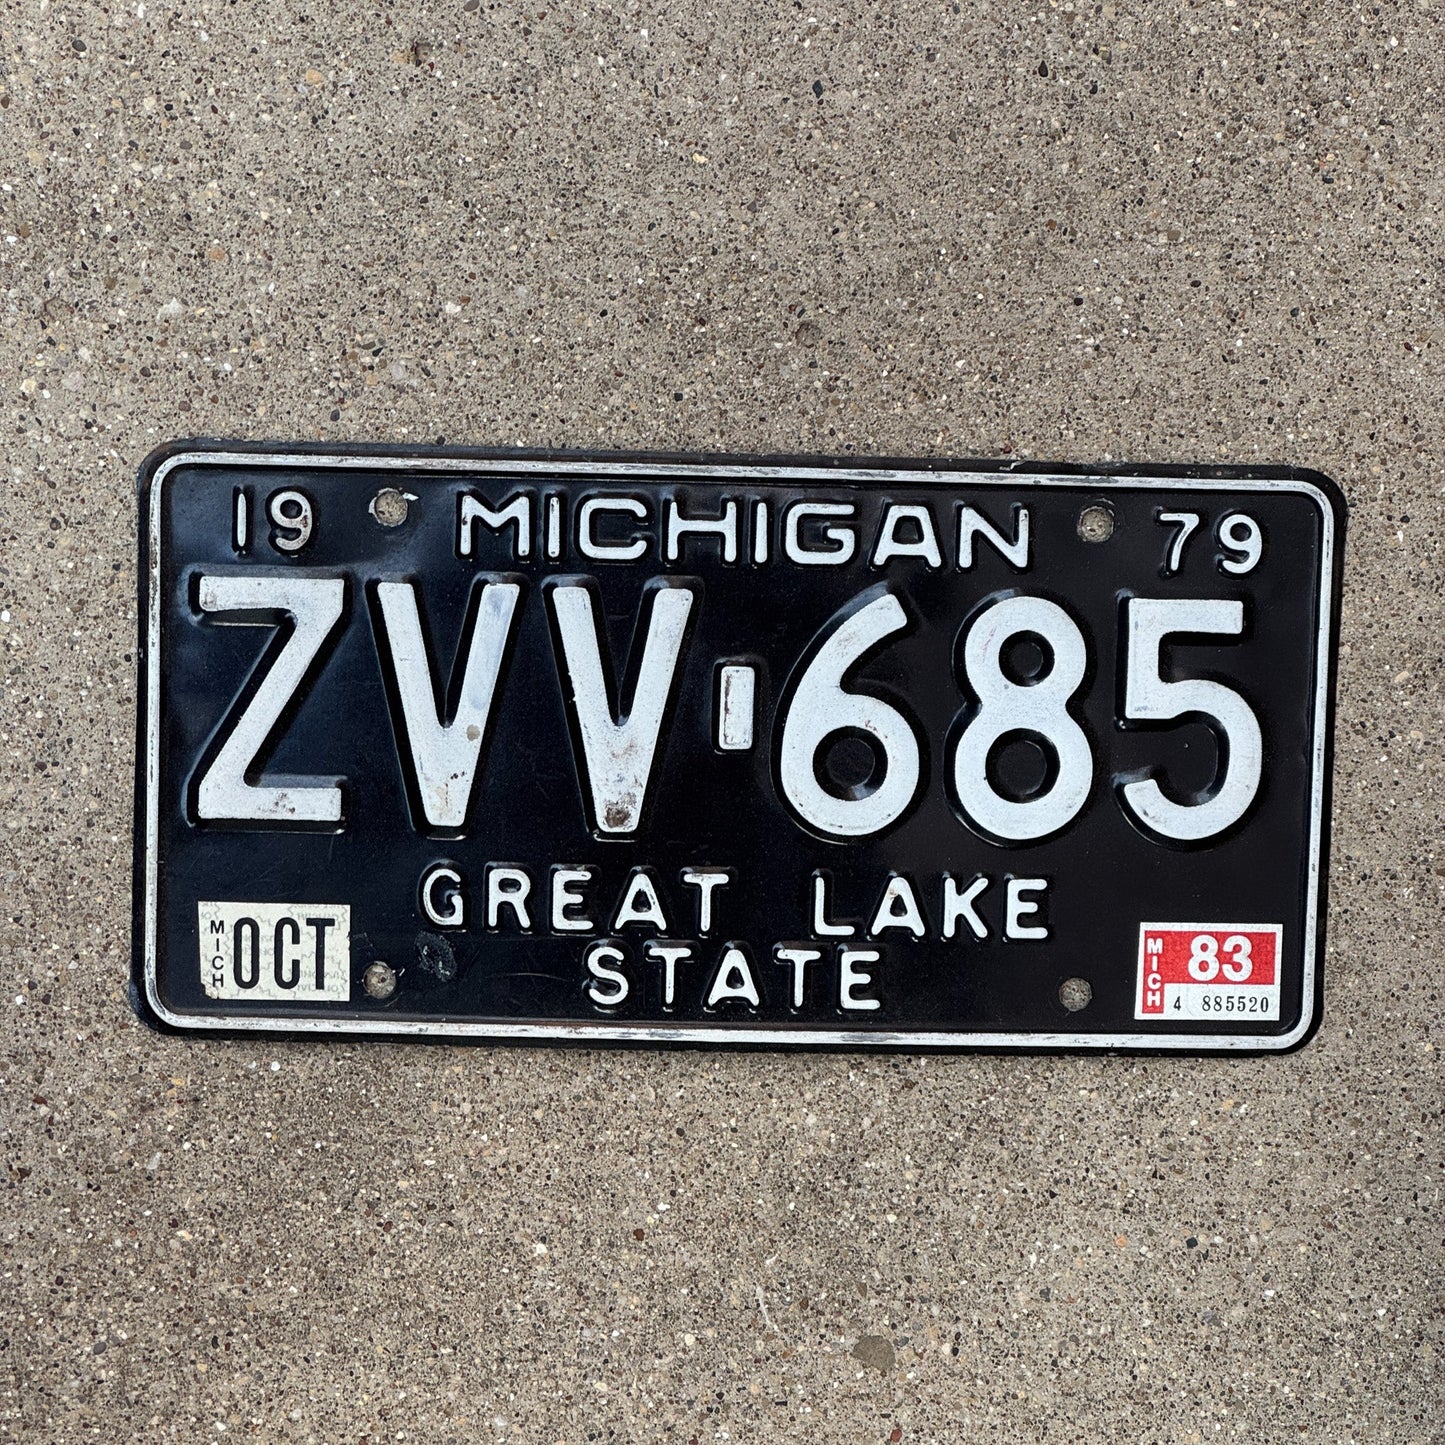 19 MICHIGAN 79
ZVV-685
GREAT LAKE
STATE
MICH OCT
MICH 83
4 885520